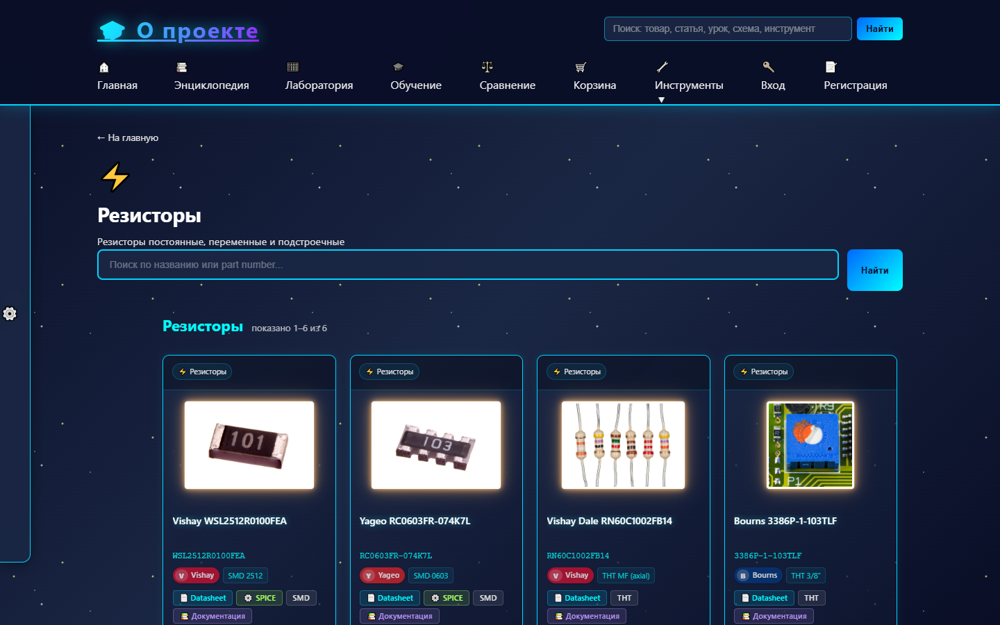 О проекте
Поиск: товар, статья, урок, схема, инструмент
Найти
Главная
Энциклопедия
Лаборатория
Обучение
Сравнение
Корзина
Инструменты
▼
Вход
Регистрация
← На главную
Резисторы
Резисторы постоянные, переменные и подстроечные
Поиск по названию или part number...
Найти
Резисторы показано 1–6 из 6
Резисторы
101
Vishay WSL2512R0100FEA
WSL2512R0100FEA
V Vishay SMD 2512
Datasheet SPICE SMD
Документация
Резисторы
103
Yageo RC0603FR-074K7L
RC0603FR-074K7L
Y Yageo SMD 0603
Datasheet SPICE SMD
Документация
Резисторы
Vishay Dale RN60C1002FB14
RN60C1002FB14
V Vishay THT MF (axial)
Datasheet THT
Документация
Резисторы
R9
P1
Bourns 3386P-1-103TLF
3386P-1-103TLF
B Bourns THT 3/8"
Datasheet THT
Документация